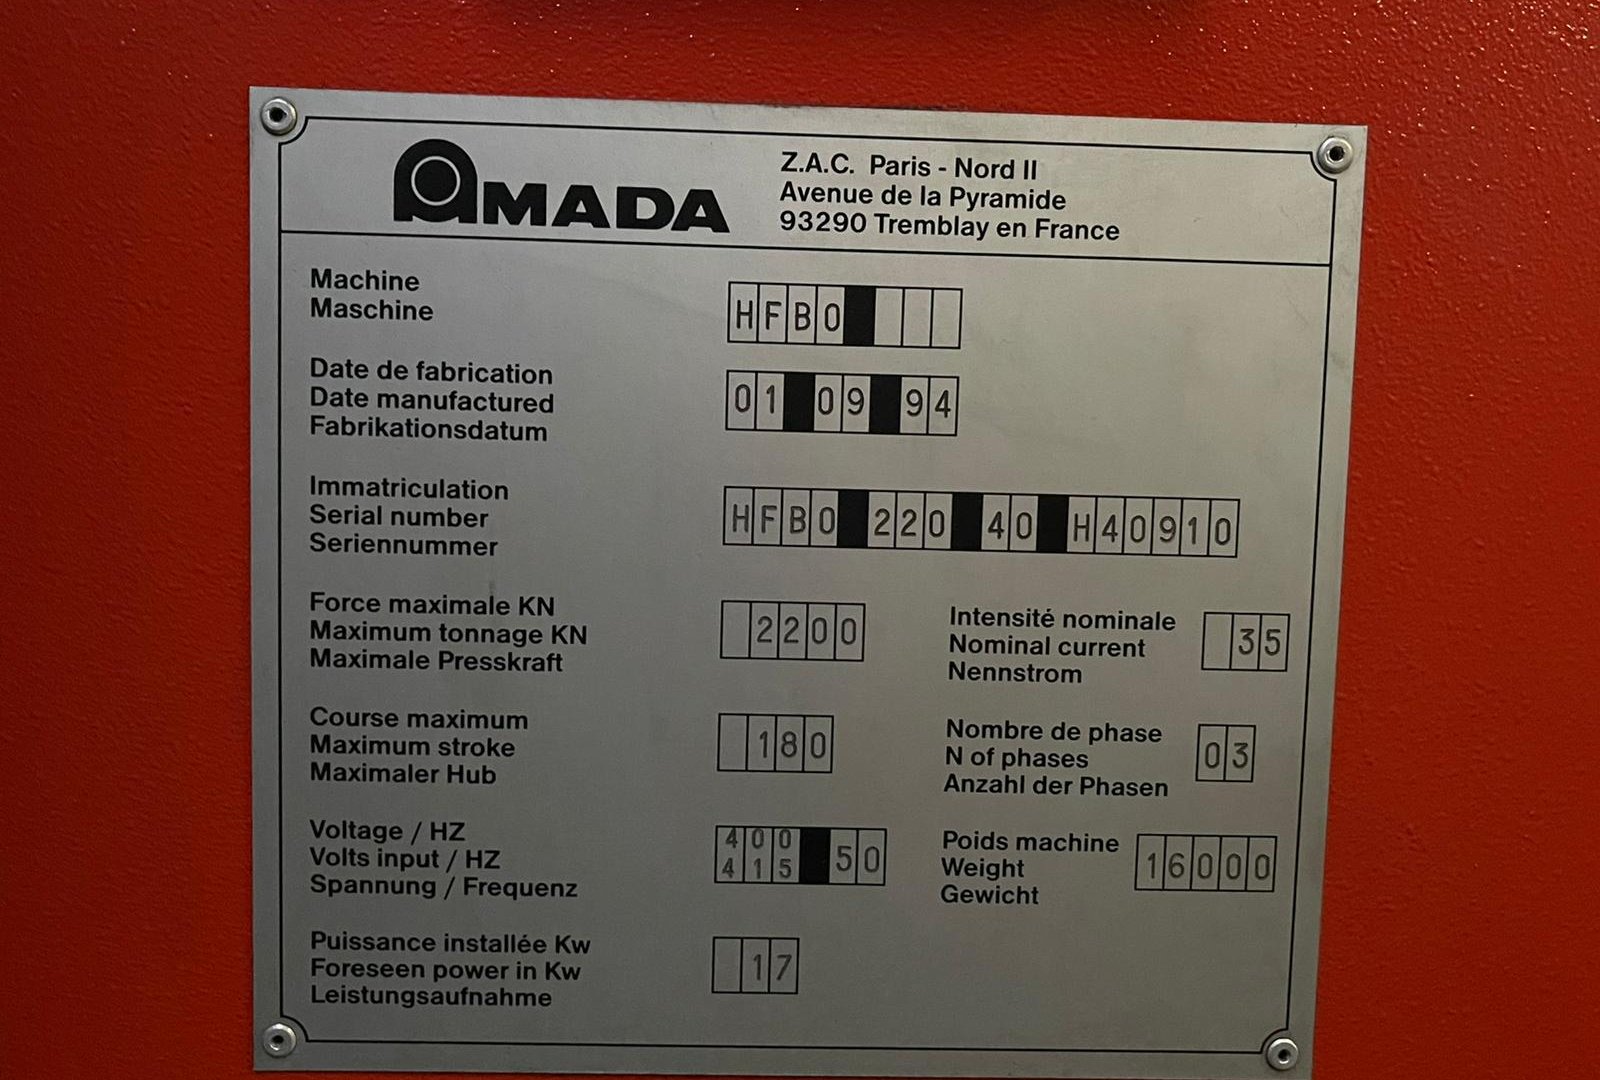 AMADA
Z.A.C. Paris - Nord II
Avenue de la Pyramide
93290 Tremblay en France
Machine
Maschine
HFBO
Date de fabrication
Date manufactured
Fabrikationsdatum
01 09 94
Immatriculation
Serial number
Seriennummer
HFBO 220 40 H40910
Force maximale KN
Maximum tonnage KN
Maximale Presskraft
2200
Intensité nominale
Nominal current
Nennstrom
35
Course maximum
Maximum stroke
Maximaler Hub
180
Nombre de phase
N of phases
Anzahl der Phasen
03
Voltage / HZ
Volts input / HZ
Spannung / Frequenz
400
415
50
Poids machine
Weight
Gewicht
16000
Puissance installée Kw
Foreseen power in Kw
Leistungsaufnahme
17